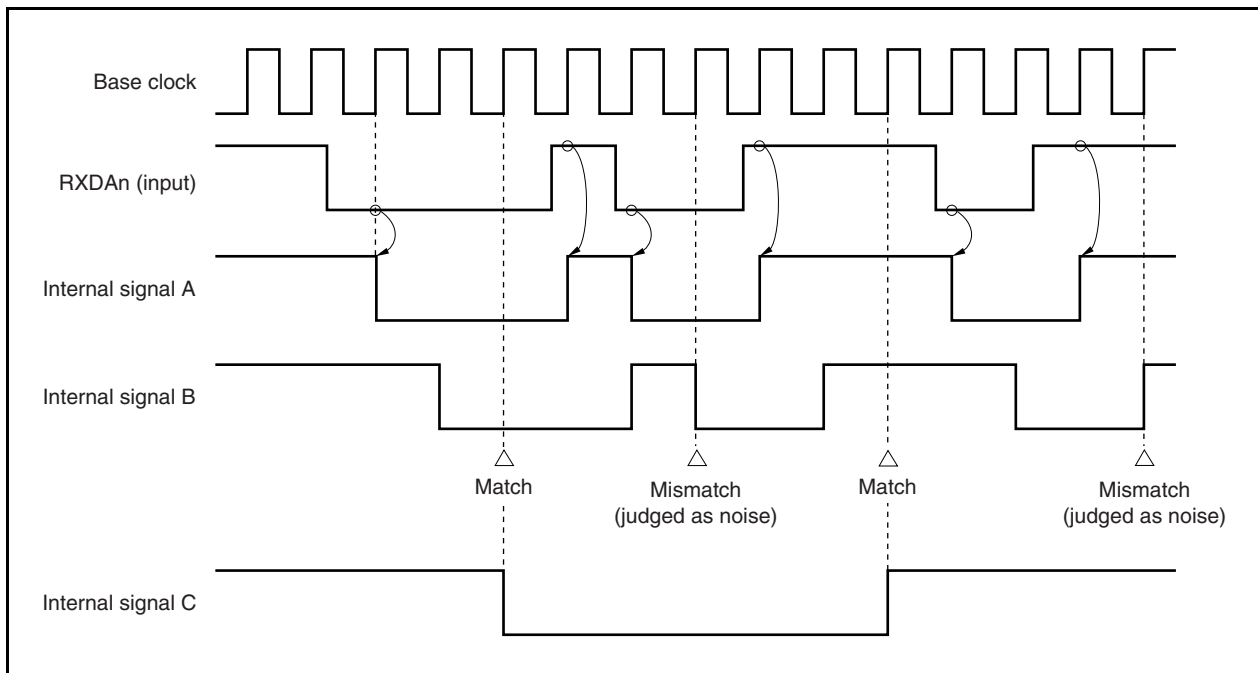 Base clock
RXDAn (input)
Internal signal A
Internal signal B
Match
Mismatch
(judged as noise)
Match
Mismatch
(judged as noise)
Internal signal C